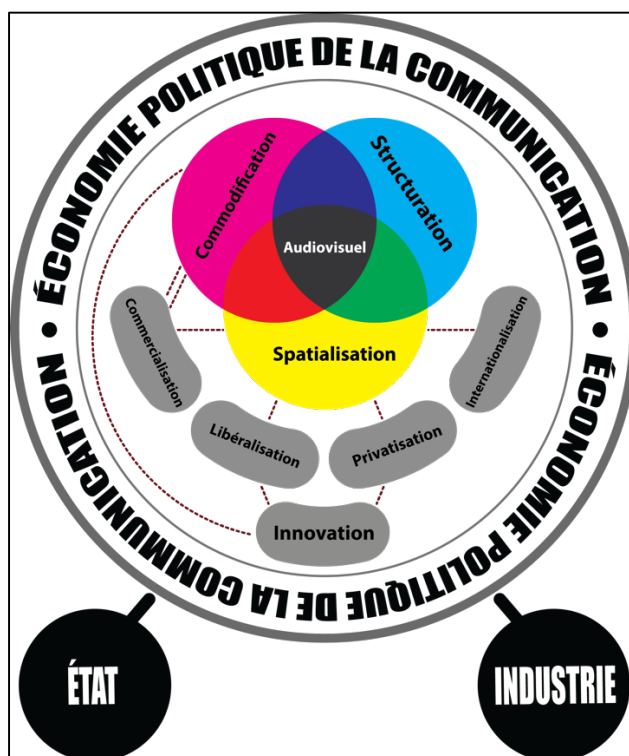 ÉCONOMIE POLITIQUE DE LA COMMUNICATION • ÉCONOMIE POLITIQUE DE LA COMMUNICATION •
Commodification
Structuration
Audiovisuel
Spatialisation
Commercialisation
Internationalisation
Libéralisation
Privatisation
Innovation
ÉTAT
INDUSTRIE